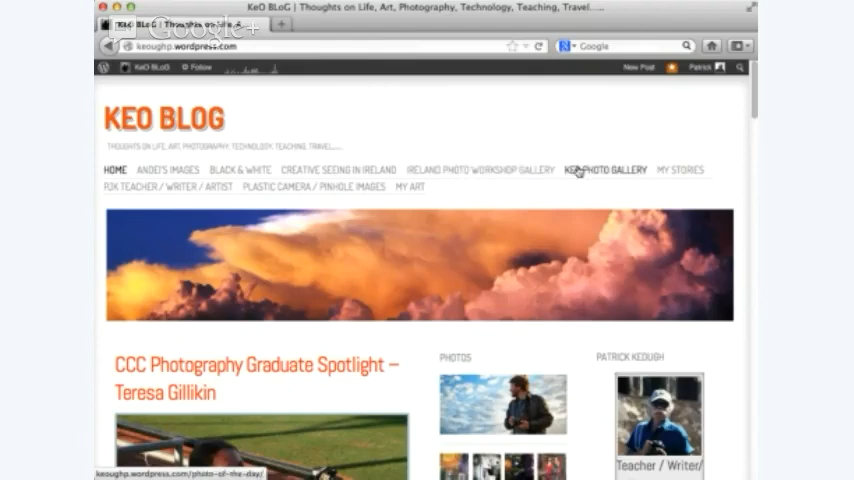 KeO BLoG | Thoughts on Life, Art, Photography, Technology, Teaching, Travel.....
KeO BLoG | Thoughts on Life, A...
Google+
keoughp.wordpress.com
Google
KeO BLoG
Follow
New Post
Patrick
KEO BLOG
THOUGHTS ON LIFE, ART, PHOTOGRAPHY, TECHNOLOGY, TEACHING, TRAVEL.....
HOME ANDEI'S IMAGES BLACK & WHITE CREATIVE SEEING IN IRELAND IRELAND PHOTO WORKSHOP GALLERY KEO PHOTO GALLERY MY STORIES
PJK TEACHER / WRITER / ARTIST PLASTIC CAMERA / PINHOLE IMAGES MY ART
CCC Photography Graduate Spotlight –
Teresa Gillikin
PHOTOS
PATRICK KEOUGH
Teacher / Writer/
keoughp.wordpress.com/photo-of-the-day/